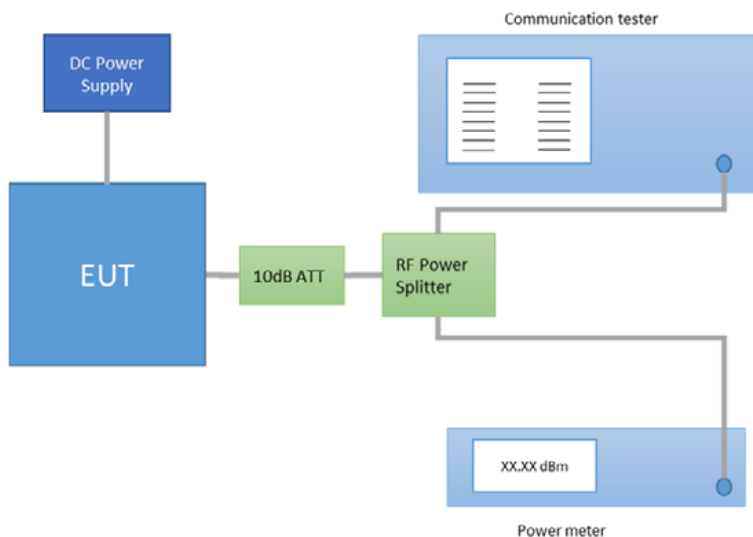 Communication tester
DC Power
Supply
EUT
10dB ATT
RF Power
Splitter
XX.XX dBm
Power meter